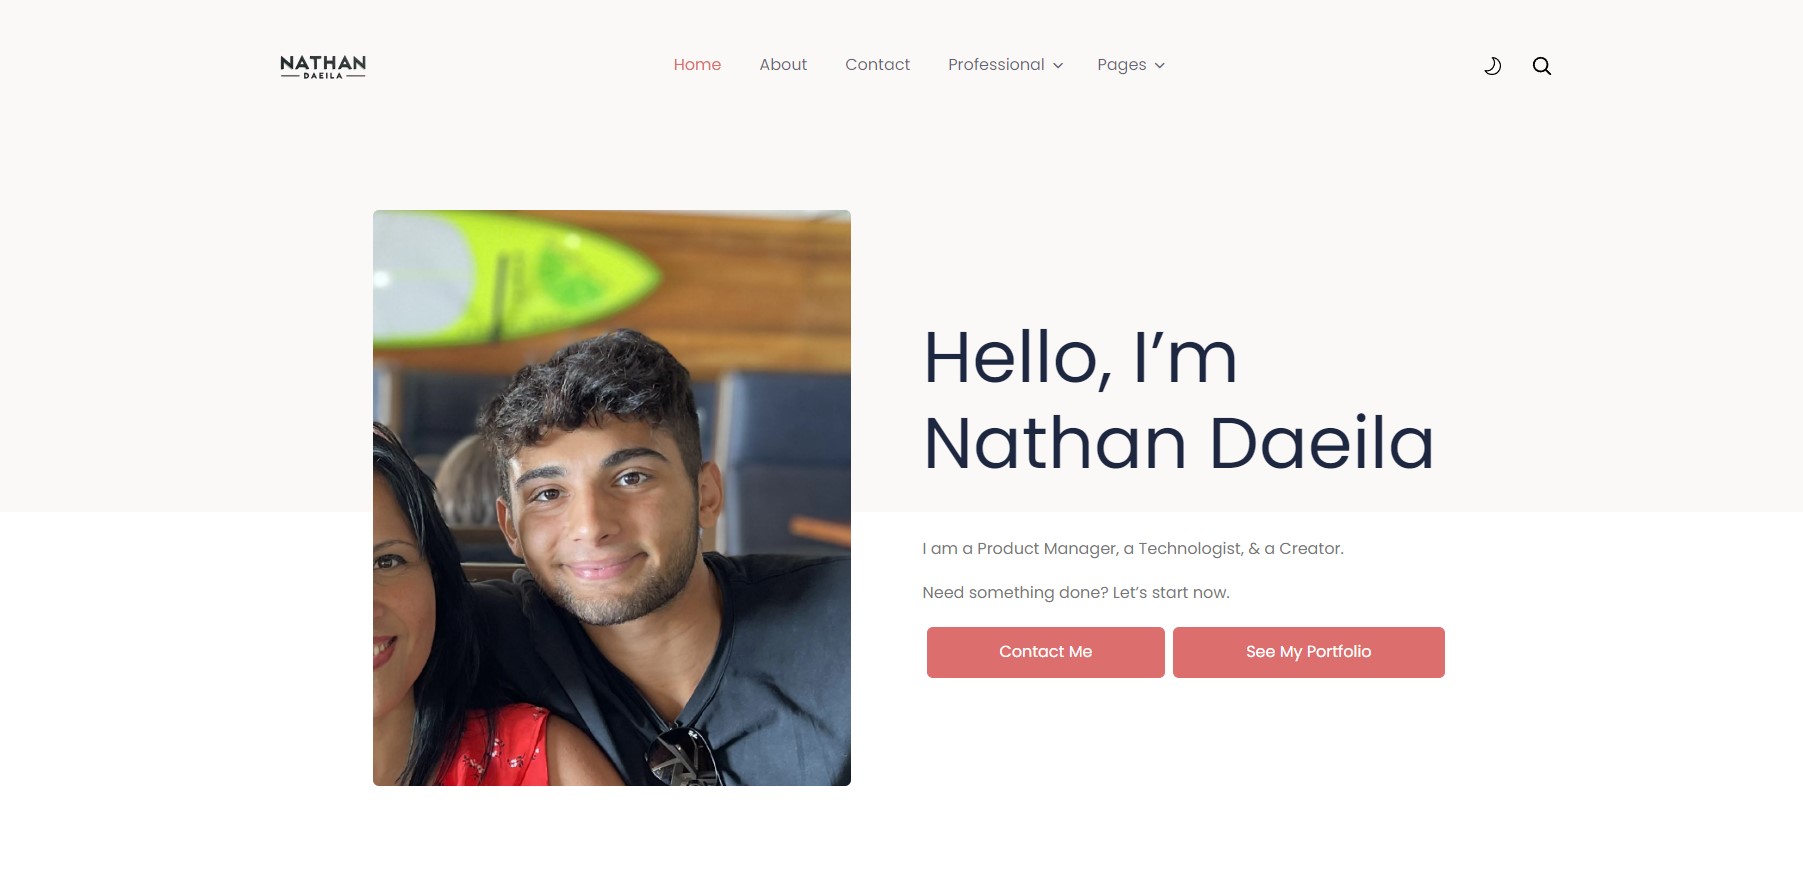 NATHAN
DAEILA
Home About Contact Professional Pages
Hello, I’m
Nathan Daeila
I am a Product Manager, a Technologist, & a Creator.
Need something done? Let’s start now.
Contact Me See My Portfolio